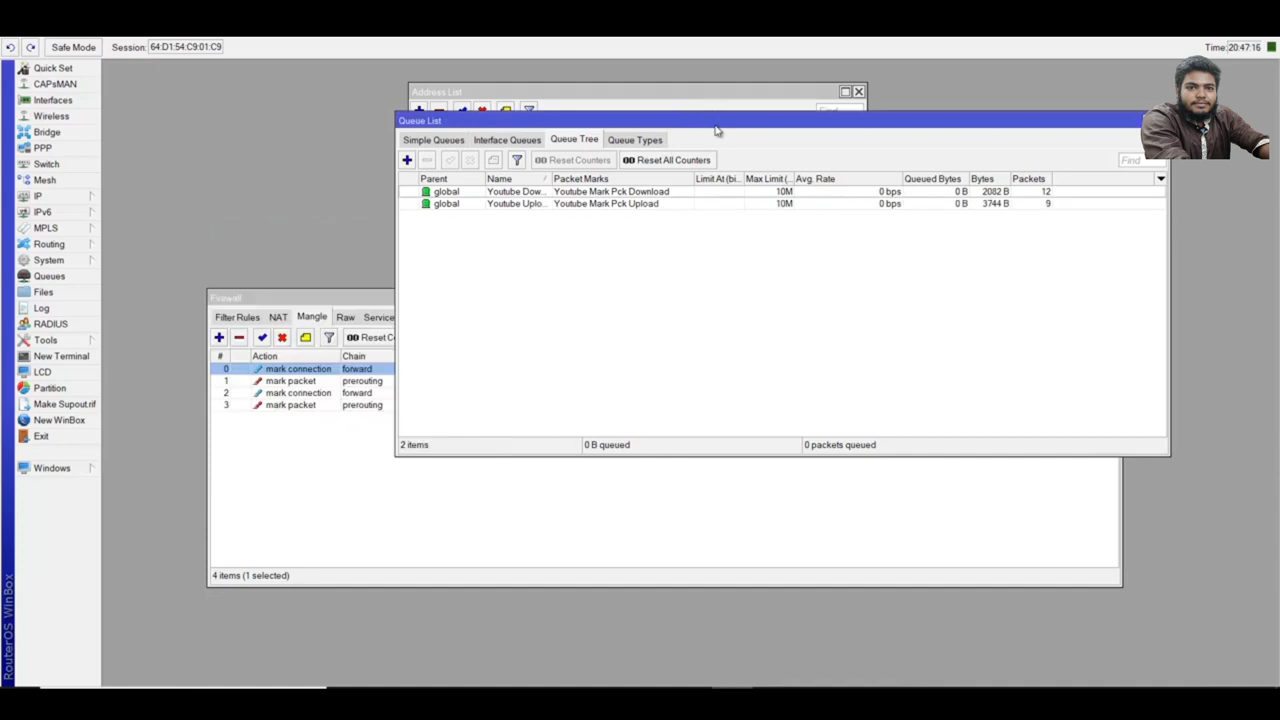 Safe Mode Session: 64:D1:54:C9:01:C9 Time: 20:47:16
Quick Set
CAPsMAN
Interfaces
Wireless
Bridge
PPP
Switch
Mesh
IP
IPv6
MPLS
Routing
System
Queues
Files
Log
RADIUS
Tools
New Terminal
LCD
Partition
Make Supout.rif
New WinBox
Exit
Windows
RouterOS WinBox
Address List
Find
Queue List
Simple Queues Interface Queues Queue Tree Queue Types
00 Reset Counters 00 Reset All Counters Find
Parent Name / Packet Marks Limit At (bi... Max Limit (... Avg. Rate Queued Bytes Bytes Packets
global Youtube Dow... Youtube Mark Pck Download 10M 0 bps 0 B 2082 B 12
global Youtube Uplo... Youtube Mark Pck Upload 10M 0 bps 0 B 3744 B 9
2 items 0 B queued 0 packets queued
Firewall
Filter Rules NAT Mangle Raw Service
00 Reset C
# Action Chain
0 mark connection forward
1 mark packet prerouting
2 mark connection forward
3 mark packet prerouting
4 items (1 selected)